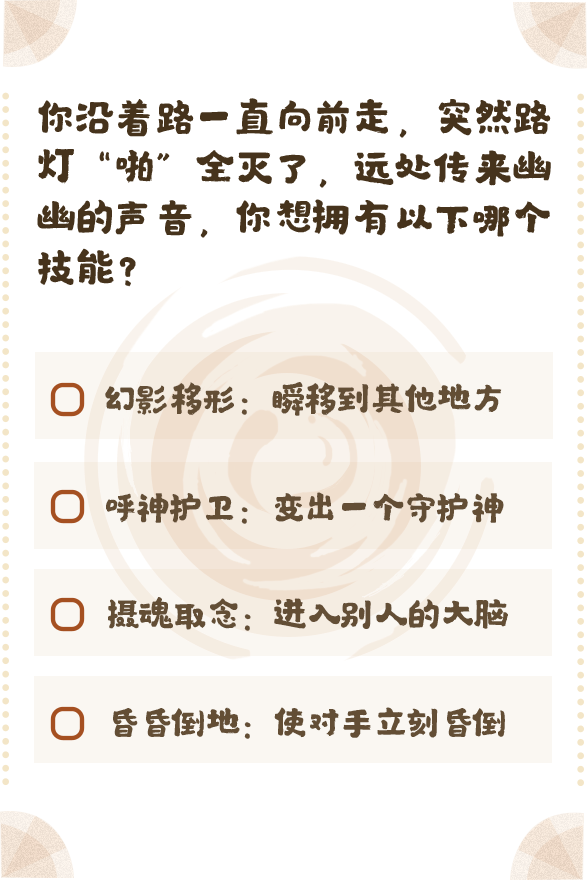 你沿着路一直向前走，突然路
灯“啪”全灭了，远处传来幽
幽的声音，你想拥有以下哪个
技能？
幻影移形：瞬移到其他地方
呼神护卫：变出一个守护神
摄魂取念：进入别人的大脑
昏昏倒地：使对手立刻昏倒